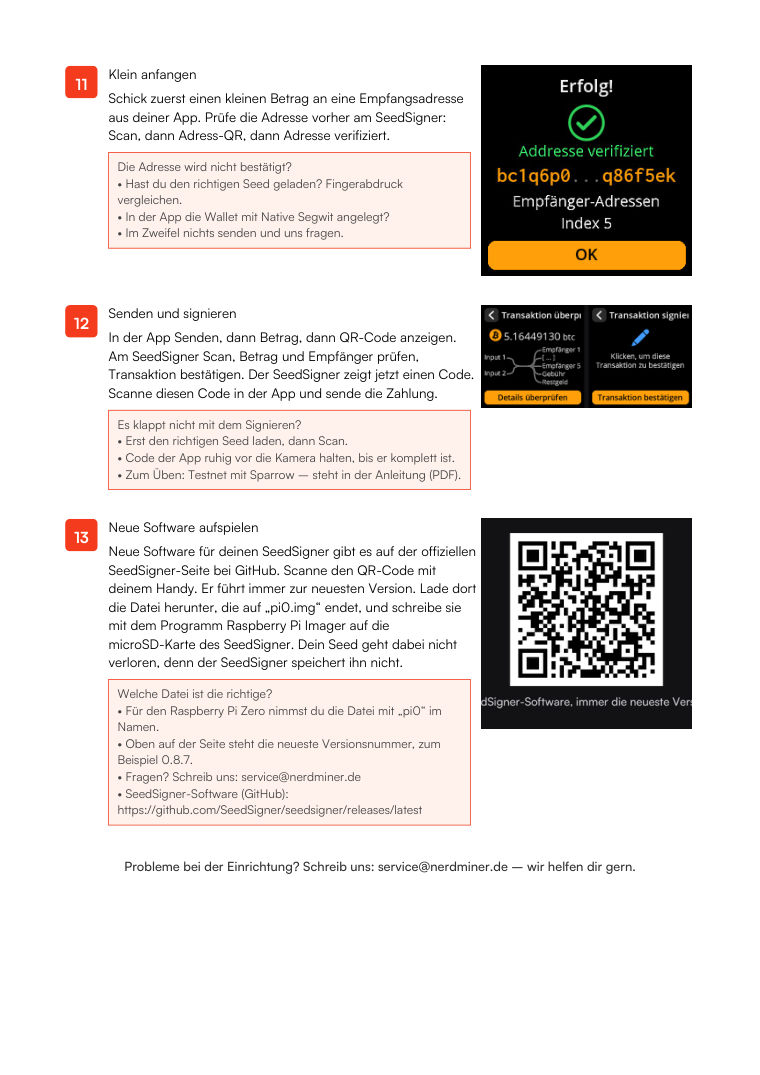 11
Klein anfangen
Schick zuerst einen kleinen Betrag an eine Empfangsadresse
aus deiner App. Prüfe die Adresse vorher am SeedSigner:
Scan, dann Adress-QR, dann Adresse verifiziert.
Die Adresse wird nicht bestätigt?
• Hast du den richtigen Seed geladen? Fingerabdruck
vergleichen.
• In der App die Wallet mit Native Segwit angelegt?
• Im Zweifel nichts senden und uns fragen.
Erfolg!
Addresse verifiziert
bc1q6p0...q86f5ek
Empfänger-Adressen
Index 5
OK
12
Senden und signieren
In der App Senden, dann Betrag, dann QR-Code anzeigen.
Am SeedSigner Scan, Betrag und Empfänger prüfen,
Transaktion bestätigen. Der SeedSigner zeigt jetzt einen Code.
Scanne diesen Code in der App und sende die Zahlung.
Es klappt nicht mit dem Signieren?
• Erst den richtigen Seed laden, dann Scan.
• Code der App ruhig vor die Kamera halten, bis er komplett ist.
• Zum Üben: Testnet mit Sparrow — steht in der Anleitung (PDF).
Transaktion überpr
5.16449130 btc
Input 1
Input 2
Empfänger 1
[ ... ]
Empfänger 5
Gebühr
Restgeld
Details überprüfen
Transaktion signier
Klicken, um diese
Transaktion zu bestätigen
Transaktion bestätigen
13
Neue Software aufspielen
Neue Software für deinen SeedSigner gibt es auf der offiziellen
SeedSigner-Seite bei GitHub. Scanne den QR-Code mit
deinem Handy. Er führt immer zur neuesten Version. Lade dort
die Datei herunter, die auf „pi0.img“ endet, und schreibe sie
mit dem Programm Raspberry Pi Imager auf die
microSD-Karte des SeedSigner. Dein Seed geht dabei nicht
verloren, denn der SeedSigner speichert ihn nicht.
Welche Datei ist die richtige?
• Für den Raspberry Pi Zero nimmst du die Datei mit „pi0“ im
Namen.
• Oben auf der Seite steht die neueste Versionsnummer, zum
Beispiel 0.8.7.
• Fragen? Schreib uns: service@nerdminer.de
• SeedSigner-Software (GitHub):
https://github.com/SeedSigner/seedsigner/releases/latest
dSigner-Software, immer die neueste Vers
Probleme bei der Einrichtung? Schreib uns: service@nerdminer.de — wir helfen dir gern.